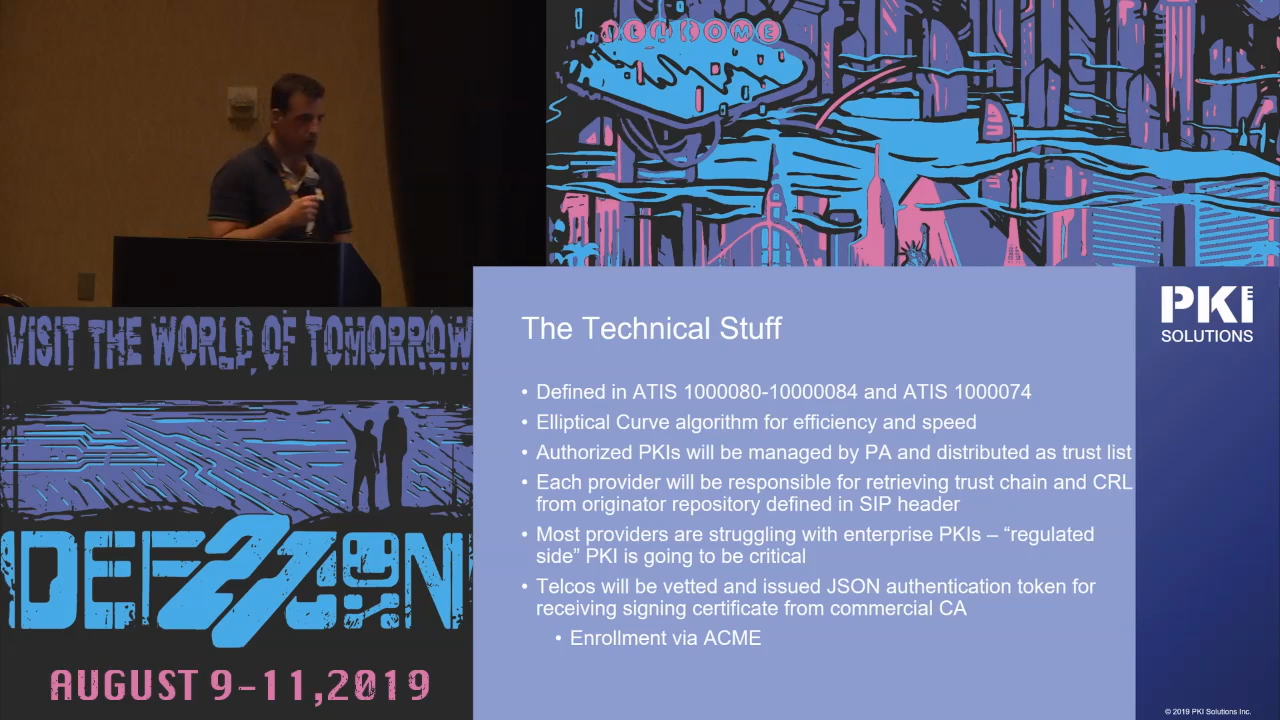 WELCOME
VISIT THE WORLD OF TOMORROW
DEF 27 CON
AUGUST 9-11,2019
The Technical Stuff
• Defined in ATIS 1000080-10000084 and ATIS 1000074
• Elliptical Curve algorithm for efficiency and speed
• Authorized PKIs will be managed by PA and distributed as trust list
• Each provider will be responsible for retrieving trust chain and CRL
from originator repository defined in SIP header
• Most providers are struggling with enterprise PKIs – “regulated
side” PKI is going to be critical
• Telcos will be vetted and issued JSON authentication token for
receiving signing certificate from commercial CA
• Enrollment via ACME
PKI
SOLUTIONS
© 2019 PKI Solutions Inc.